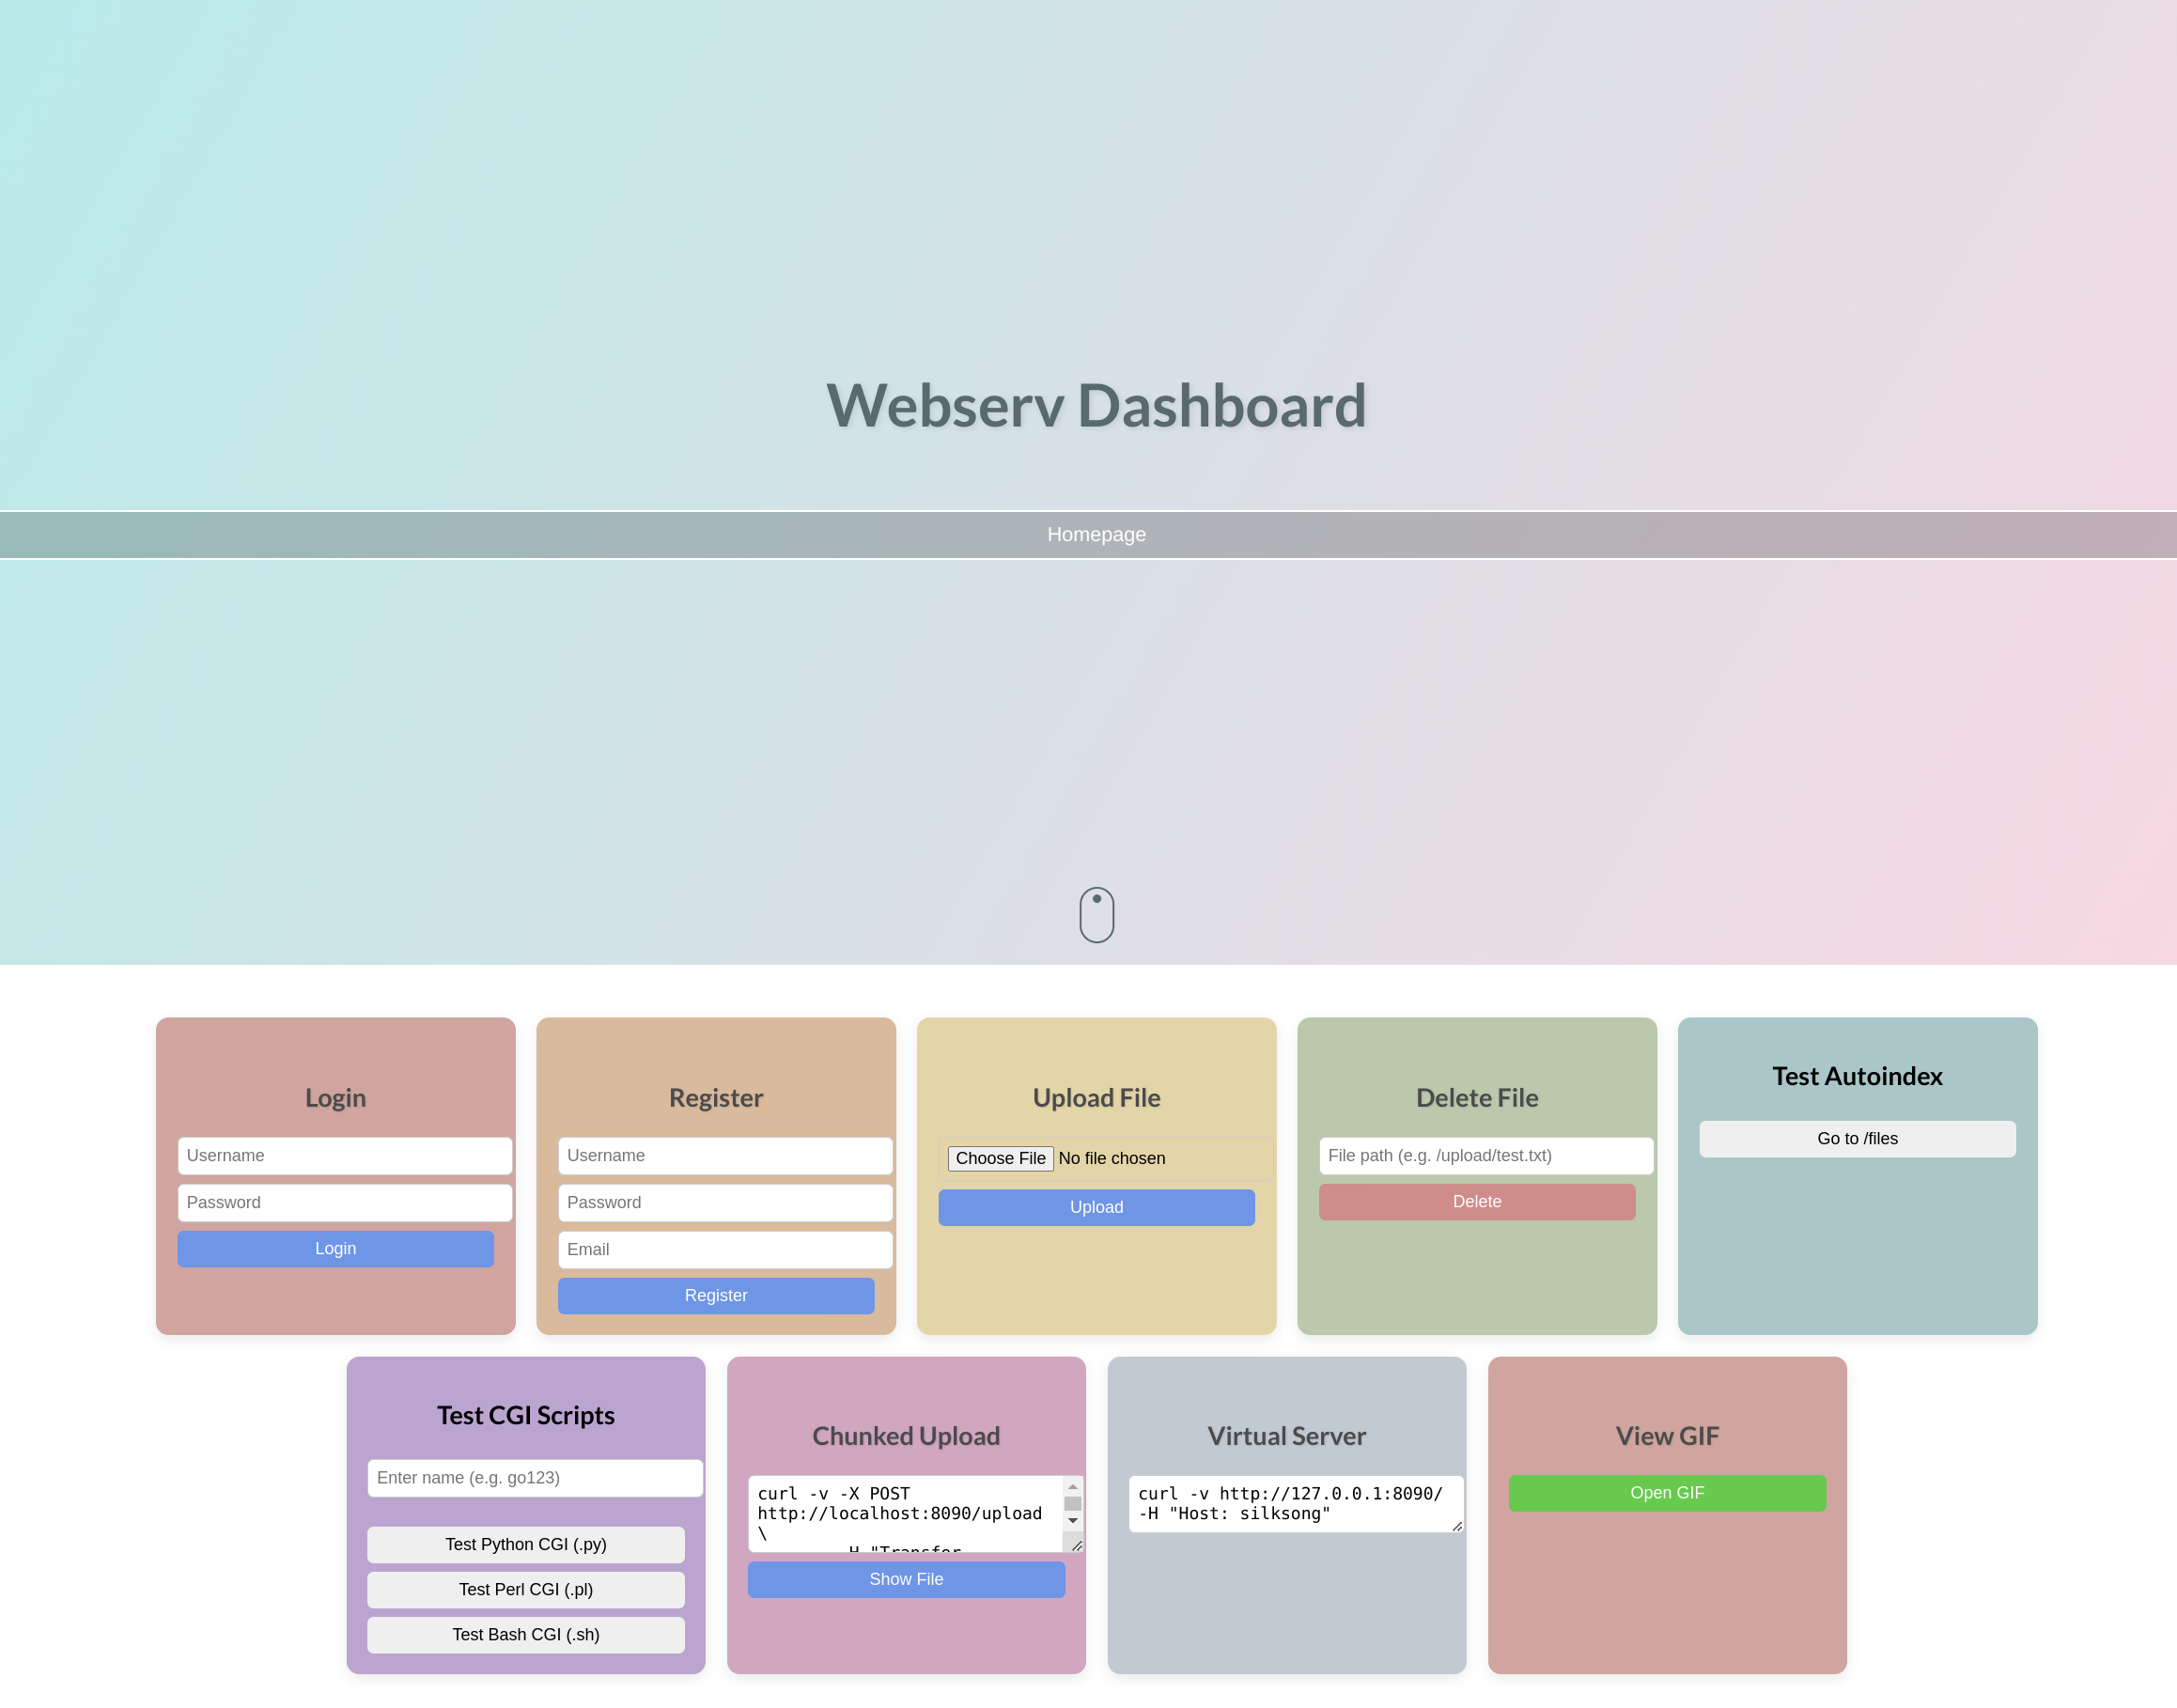 Webserv Dashboard
Homepage
Login
Username
Password
Login
Register
Username
Password
Email
Register
Upload File
Choose File No file chosen
Upload
Delete File
File path (e.g. /upload/test.txt)
Delete
Test Autoindex
Go to /files
Test CGI Scripts
Enter name (e.g. go123)
Test Python CGI (.py)
Test Perl CGI (.pl)
Test Bash CGI (.sh)
Chunked Upload
curl -v -X POST
http://localhost:8090/upload
\
-H "Transfer-
Show File
Virtual Server
curl -v http://127.0.0.1:8090/
-H "Host: silksong"
View GIF
Open GIF